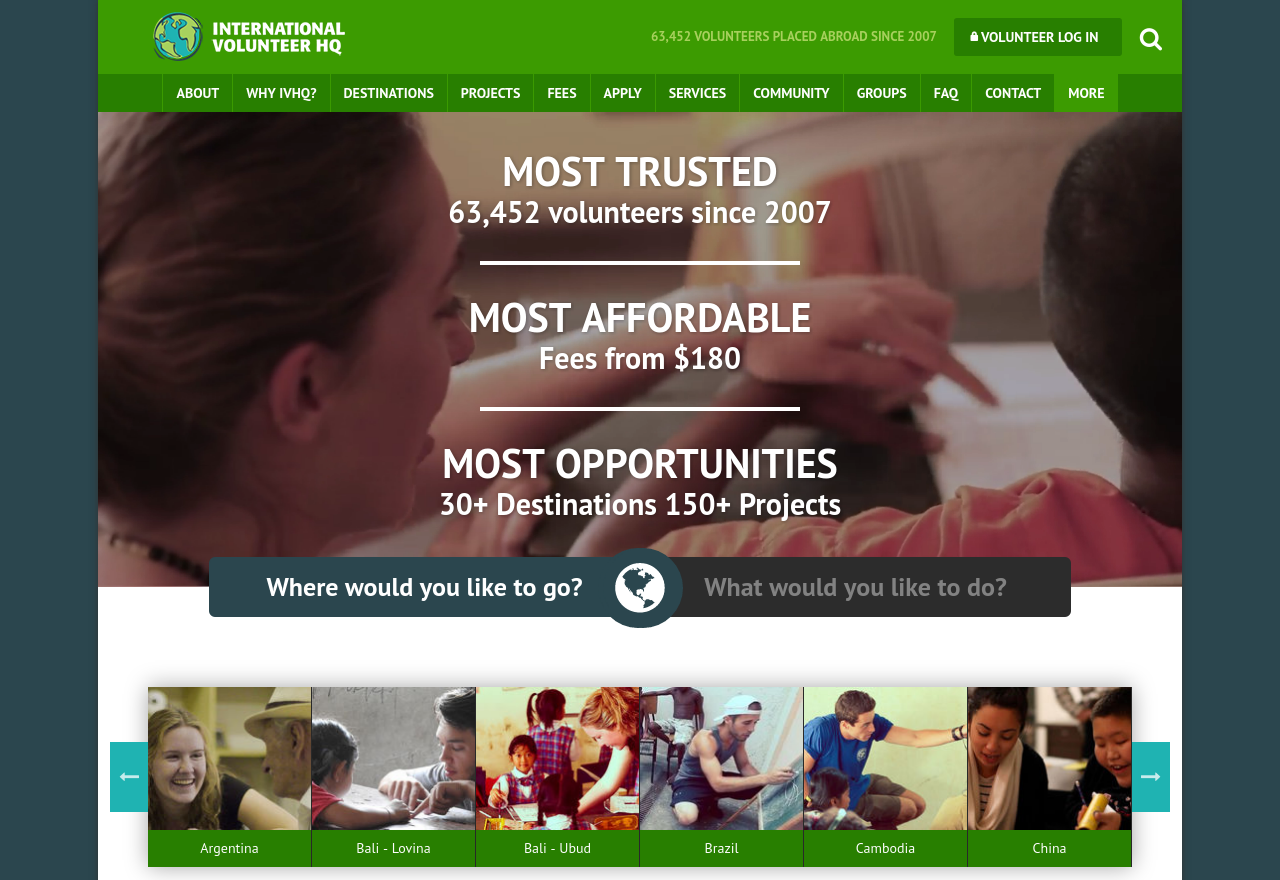 INTERNATIONAL
VOLUNTEER HQ
63,452 VOLUNTEERS PLACED ABROAD SINCE 2007
VOLUNTEER LOG IN
ABOUT WHY IVHQ? DESTINATIONS PROJECTS FEES APPLY SERVICES COMMUNITY GROUPS FAQ CONTACT MORE
MOST TRUSTED
63,452 volunteers since 2007
MOST AFFORDABLE
Fees from $180
MOST OPPORTUNITIES
30+ Destinations 150+ Projects
Where would you like to go? What would you like to do?
Argentina Bali - Lovina Bali - Ubud Brazil Cambodia China